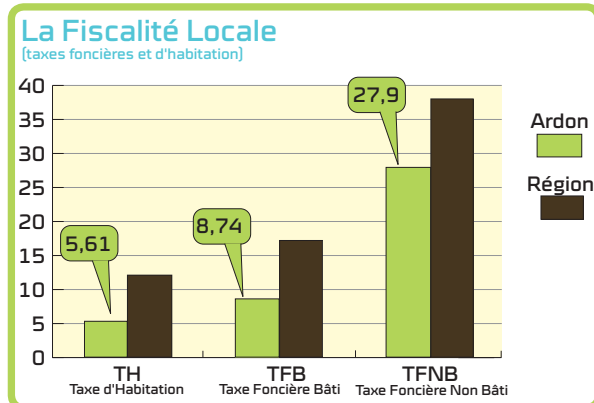 La Fiscalité Locale
(taxes foncières et d'habitation)
40
35
30
25
20
15
10
5
0
5,61
8,74
27,9
TH
Taxe d'Habitation
TFB
Taxe Foncière Bâti
TFNB
Taxe Foncière Non Bâti
Ardon
Région